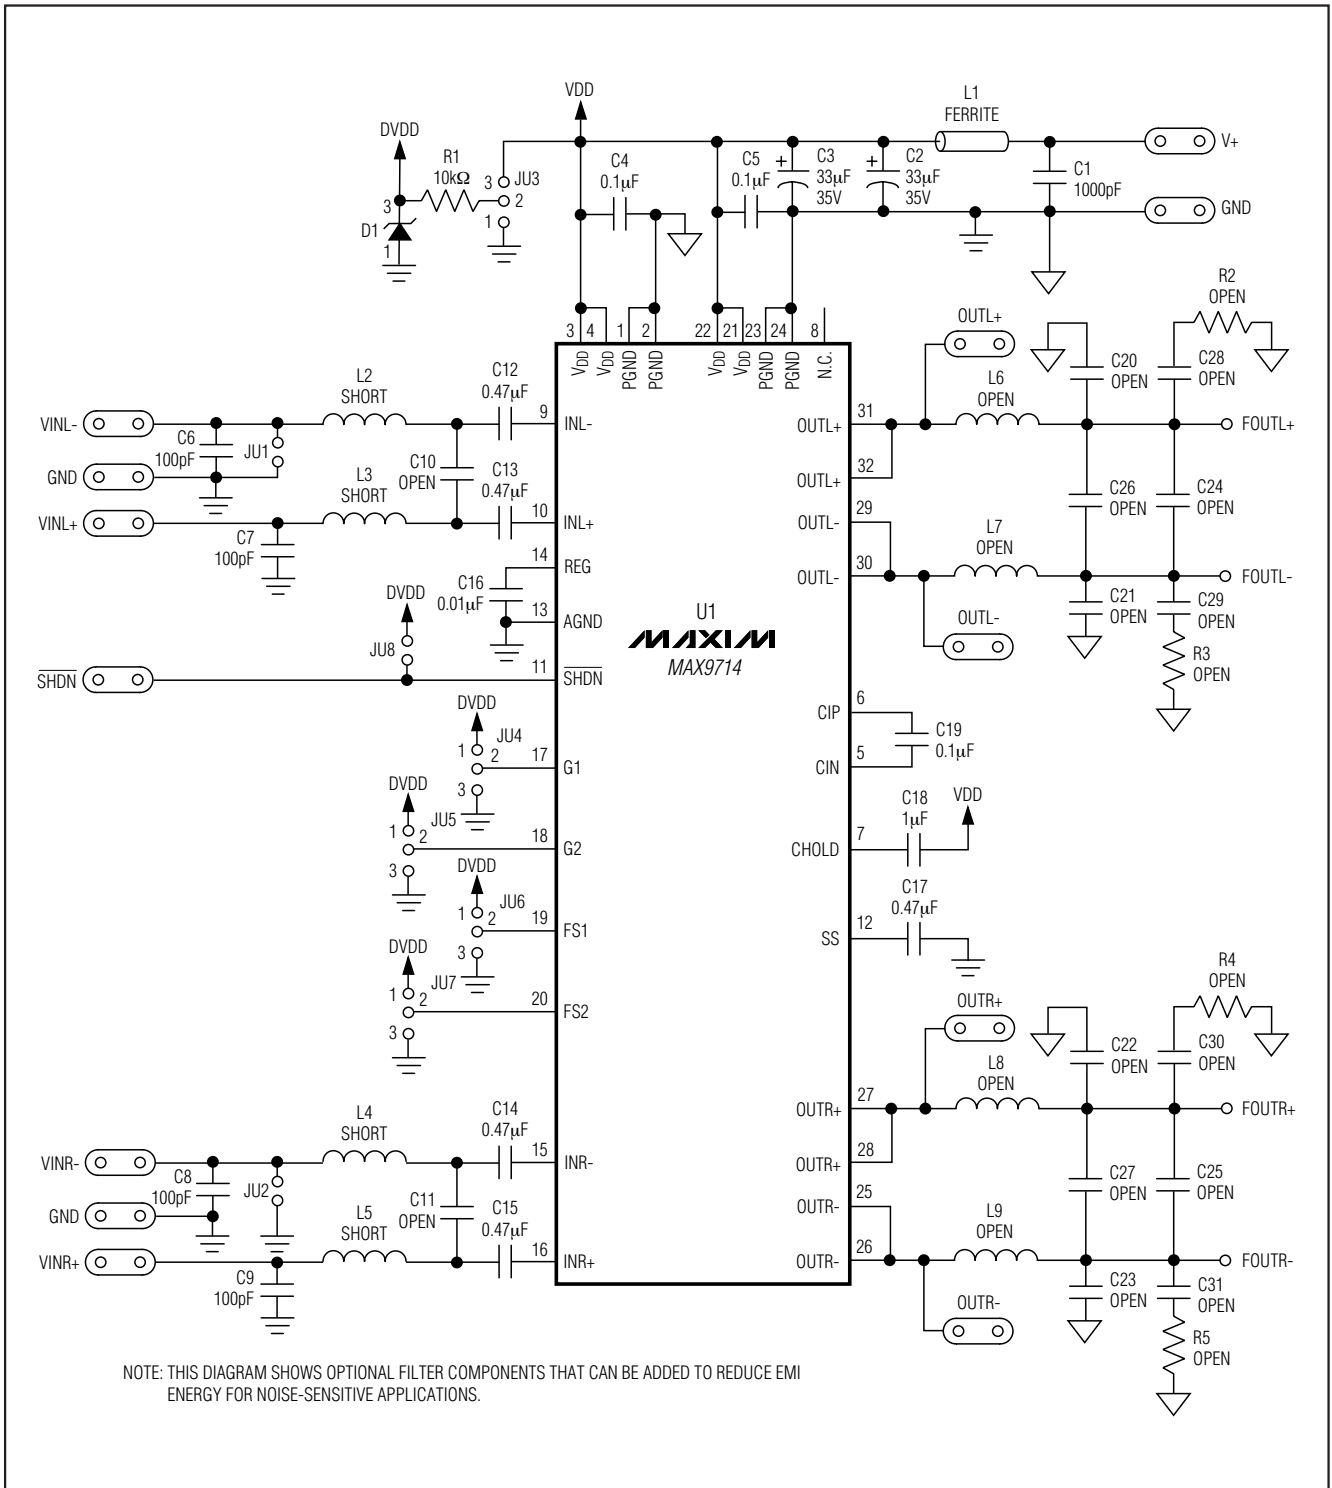 VDD
L1
FERRITE
DVDD
V+
R1
10kΩ
C4
0.1µF
C5
0.1µF
+
C3
33µF
35V
+
C2
33µF
35V
C1
1000pF
3
JU3
2
1
3
D1
1
GND
R2
OPEN
OUTL+
3
4
1
2
22
21
23
24
8
VDD
VDD
PGND
PGND
VDD
VDD
PGND
PGND
N.C.
C20
OPEN
C28
OPEN
L2
SHORT
C12
0.47µF
L6
OPEN
VINL-
9
INL-
OUTL+
31
FOUTL+
C6
100pF
JU1
GND
L3
SHORT
C10
OPEN
C13
0.47µF
32
OUTL+
C26
OPEN
C24
OPEN
VINL+
10
INL+
29
OUTL-
L7
OPEN
C7
100pF
14
REG
30
OUTL-
FOUTL-
C16
0.01µF
13
AGND
C21
OPEN
C29
OPEN
DVDD
JU8
U1
MAXIM
MAX9714
OUTL-
R3
OPEN
SHDN
11
SHDN
DVDD
1
JU4
2
3
17
G1
6
CIP
C19
0.1µF
5
CIN
DVDD
1
JU5
2
3
18
G2
C18
1µF
VDD
7
CHOLD
DVDD
1
JU6
2
3
19
FS1
C17
0.47µF
12
SS
DVDD
1
JU7
2
3
20
FS2
R4
OPEN
OUTR+
C22
OPEN
C30
OPEN
L8
OPEN
L4
SHORT
C14
0.47µF
27
OUTR+
FOUTR+
VINR-
15
INR-
28
OUTR+
C8
100pF
JU2
C11
OPEN
C27
OPEN
C25
OPEN
GND
L5
SHORT
C15
0.47µF
25
OUTR-
L9
OPEN
VINR+
16
INR+
26
OUTR-
FOUTR-
C9
100pF
C23
OPEN
C31
OPEN
OUTR-
R5
OPEN
NOTE: THIS DIAGRAM SHOWS OPTIONAL FILTER COMPONENTS THAT CAN BE ADDED TO REDUCE EMI
ENERGY FOR NOISE-SENSITIVE APPLICATIONS.